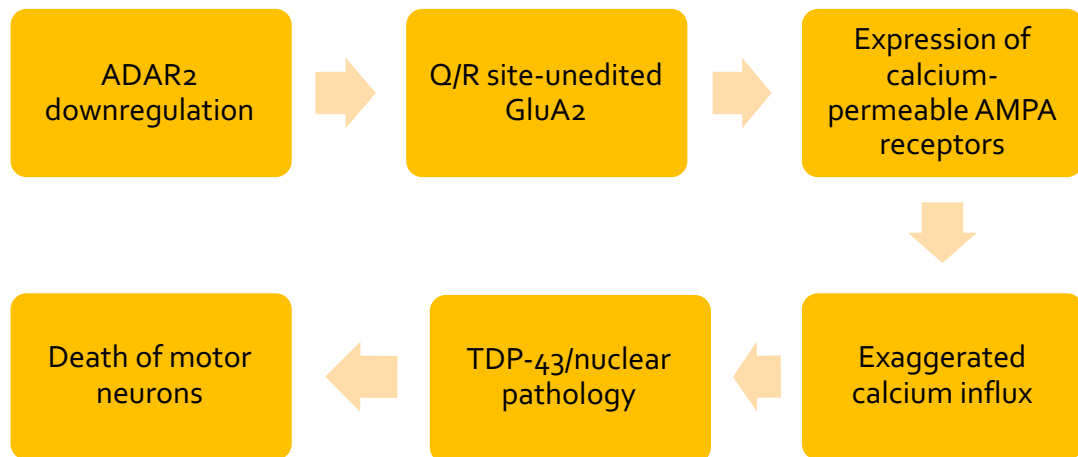 ADAR2
downregulation
Q/R site-unedited
GluA2
Expression of
calcium-
permeable AMPA
receptors
Exaggerated
calcium influx
TDP-43/nuclear
pathology
Death of motor
neurons